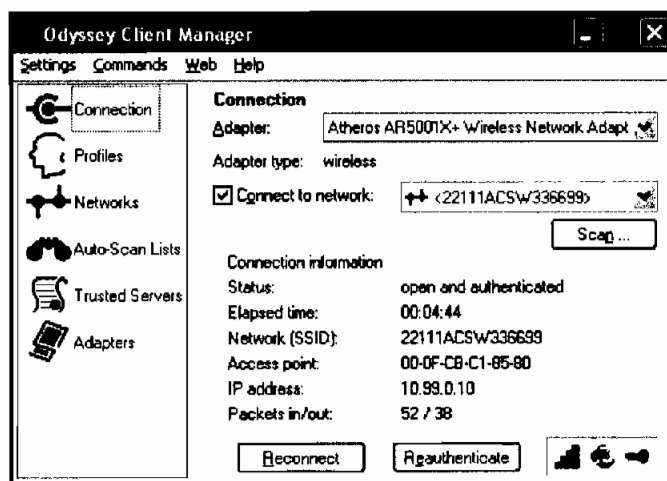 Odyssey Client Manager
Settings Commands Web Help
Connection
Profiles
Networks
Auto-Scan Lists
Trusted Servers
Adapters
Connection
Adapter: Atheros AR5001X+ Wireless Network Adapt
Adapter type: wireless
Connect to network: <22111ACSW336699>
Scan ...
Connection information
Status: open and authenticated
Elapsed time: 00:04:44
Network (SSID): 22111ACSW336699
Access point: 00-0F-CB-C1-85-80
IP address: 10.99.0.10
Packets in/out: 52 / 38
Reconnect Reauthenticate